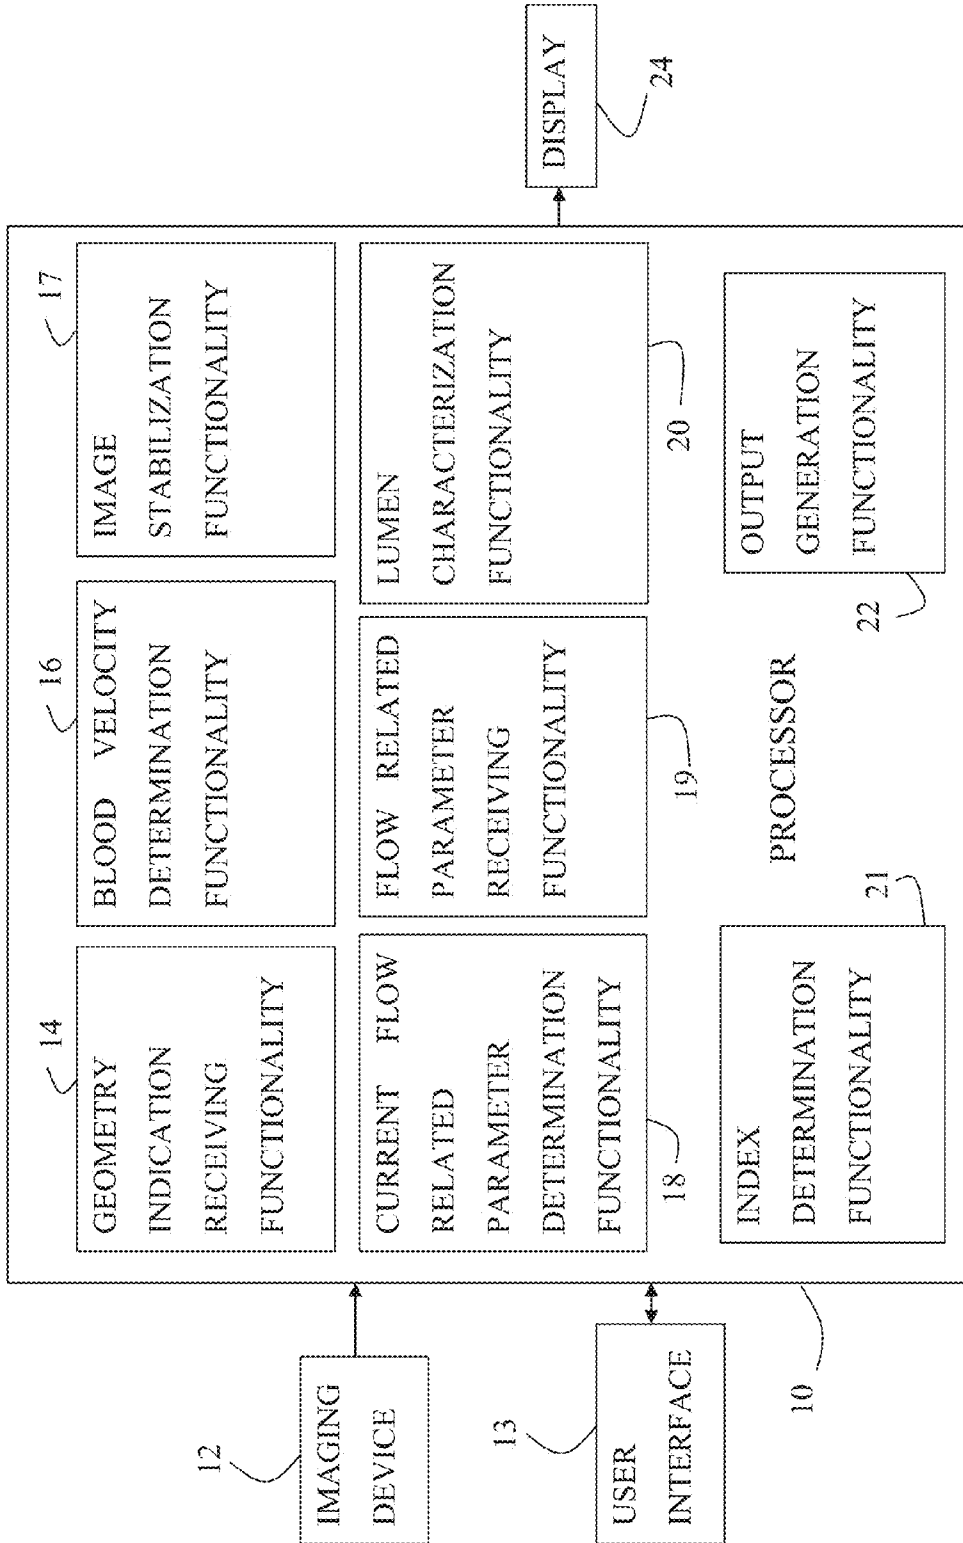 12
IMAGING
DEVICE
13
USER
INTERFACE
10
14
GEOMETRY
INDICATION
RECEIVING
FUNCTIONALITY
16
BLOOD VELOCITY
DETERMINATION
FUNCTIONALITY
17
IMAGE
STABILIZATION
FUNCTIONALITY
CURRENT FLOW
RELATED
PARAMETER
DETERMINATION
FUNCTIONALITY
18
FLOW RELATED
PARAMETER
RECEIVING
FUNCTIONALITY
19
LUMEN
CHARACTERIZATION
FUNCTIONALITY
20
INDEX
DETERMINATION
FUNCTIONALITY
21
PROCESSOR
OUTPUT
GENERATION
FUNCTIONALITY
22
DISPLAY
24